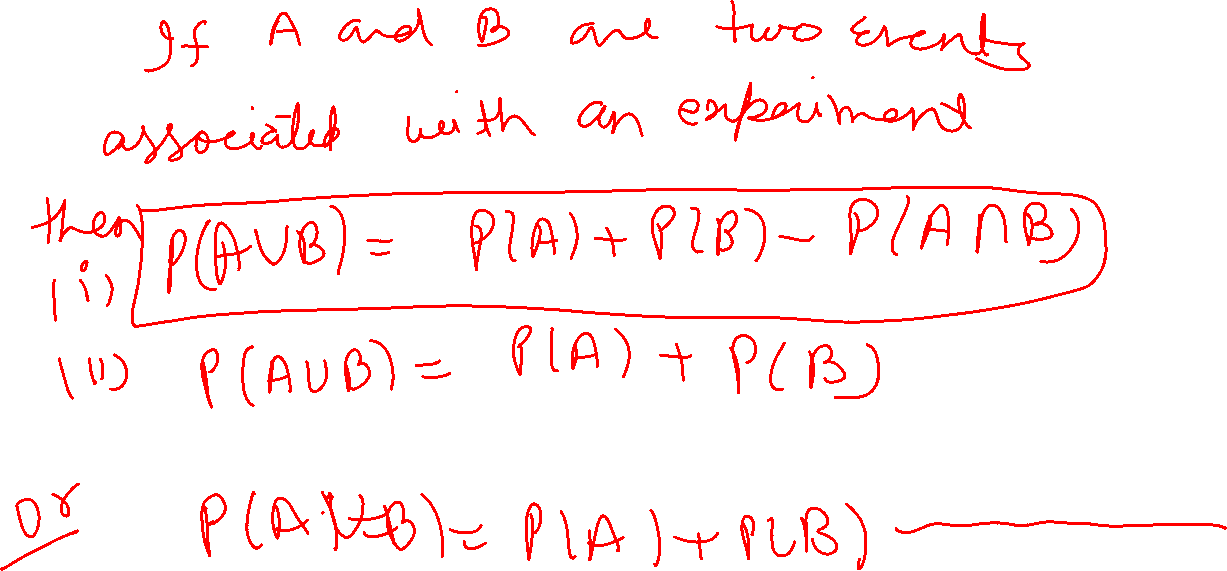 If A and B are two events
associated with an experiment
then
(i) P(A∪B) = P(A) + P(B) - P(A∩B)
(ii) P(A∪B) = P(A) + P(B)
or P(A + B) = P(A) + P(B)